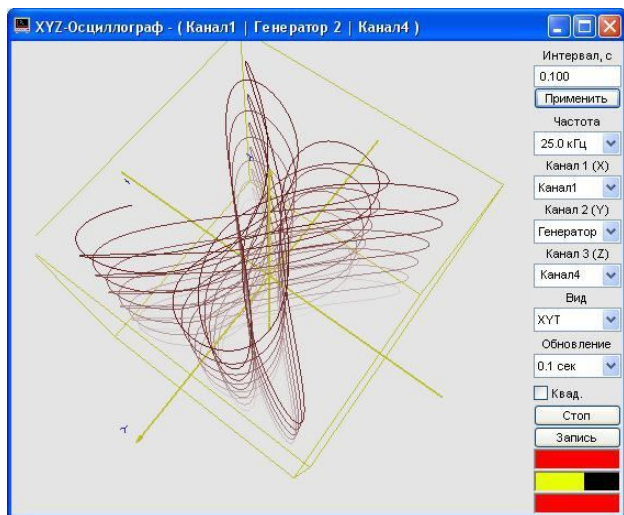 XYZ-Осциллограф - ( Канал1 | Генератор 2 | Канал4 )
Интервал, с
0.100
Применить
Частота
25.0 кГц
Канал 1 (X)
Канал1
Канал 2 (Y)
Генератор
Канал 3 (Z)
Канал4
Вид
XYT
Обновление
0.1 сек
Квад.
Стоп
Запись